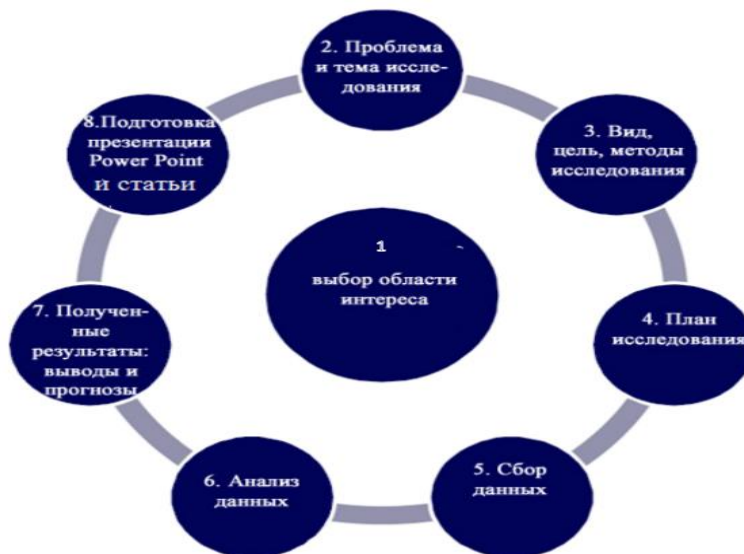 1
выбор области
интереса
2. Проблема
и тема иссле-
дования
3. Вид,
цель, методы
исследования
4. План
исследования
5. Сбор
данных
6. Анализ
данных
7. Получен-
ные
результаты:
выводы и
прогнозы
8.Подготовка
презентации
Power Point
и статьи